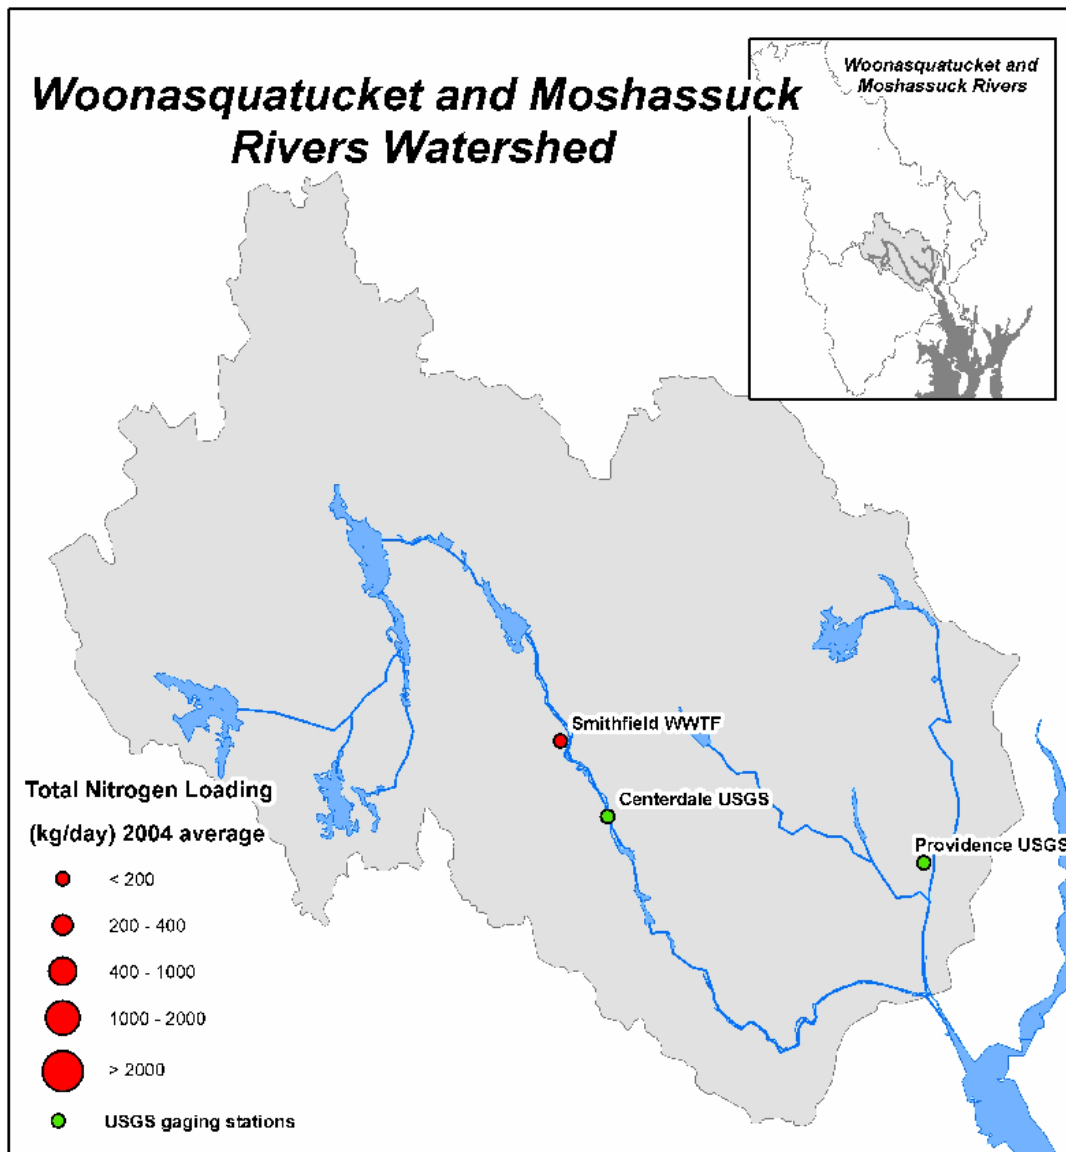 Woonasquatucket and Moshassuck
Rivers Watershed
Woonasquatucket and
Moshassuck Rivers
Smithfield WWTF
Centerdale USGS
Providence USGS
Total Nitrogen Loading
(kg/day) 2004 average
< 200
200 - 400
400 - 1000
1000 - 2000
> 2000
USGS gaging stations